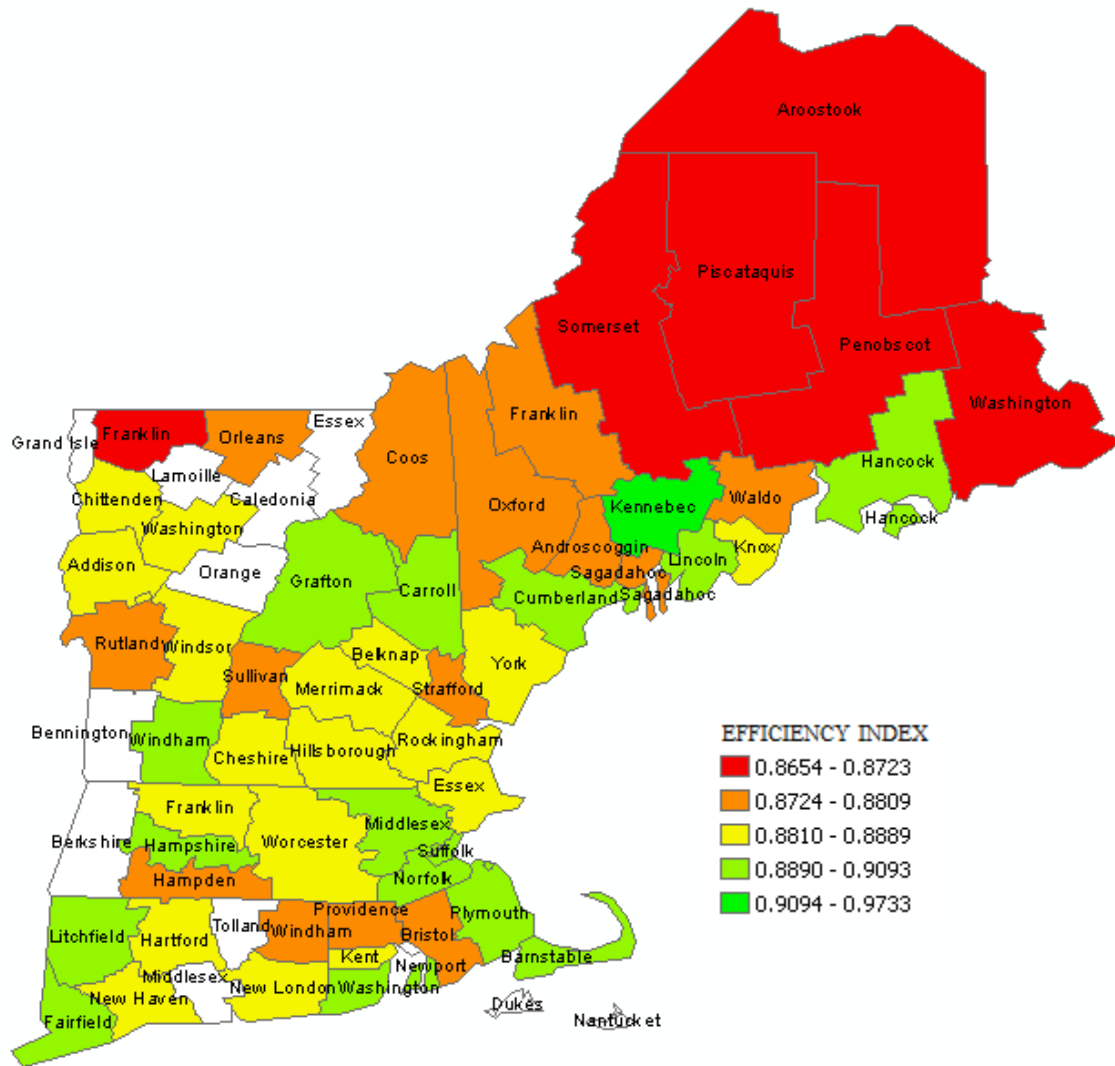 Aroostook
Piscataquis
Somerset
Penobscot
Washington
Franklin
Essex
Grand Isle
Franklin
Orleans
Coos
Hancock
Lamoille
Chittenden
Caledonia
Kennebec
Waldo
Oxford
Washington
Hancock
Androscoggin
Knox
Addison
Lincoln
Orange
Sagadahoc
Grafton
Carroll
Cumberland
Sagadahoc
Rutland
Windsor
Belknap
York
Sullivan
Merrimack
Strafford
Bennington
Windham
Rockingham
Cheshire
Hillsborough
EFFICIENCY INDEX
0.8654 - 0.8723
0.8724 - 0.8809
0.8810 - 0.8889
0.8890 - 0.9093
0.9094 - 0.9733
Essex
Franklin
Middlesex
Berkshire
Hampshire
Worcester
Suffolk
Hampden
Norfolk
Providence
Plymouth
Litchfield
Tolland
Windham
Bristol
Hartford
Kent
Barnstable
Newport
Middlesex
New Haven
New London
Washington
Dukes
Fairfield
Nantucket